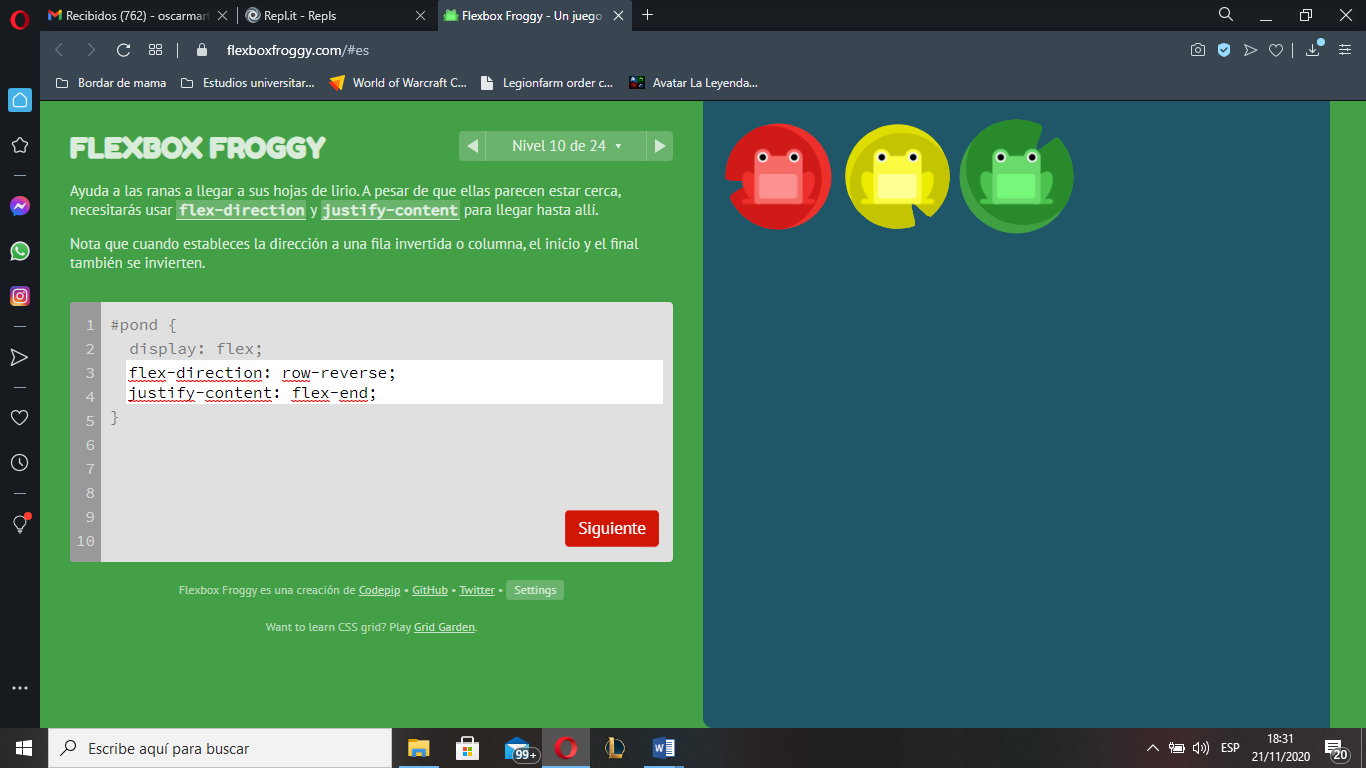 Recibidos (762) - oscarmar
Repl.it - Repls
Flexbox Froggy - Un juego
flexboxfroggy.com/#es
Bordar de mama
Estudios universitar...
World of Warcraft C...
Legionfarm order c...
Avatar La Leyenda...
FLEXBOX FROGGY
Nivel 10 de 24
Ayuda a las ranas a llegar a sus hojas de lirio. A pesar de que ellas parecen estar cerca,
necesitarás usar flex-direction y justify-content para llegar hasta allí.
Nota que cuando estableces la dirección a una fila invertida o columna, el inicio y el final
también se invierten.
1 #pond {
2 display: flex;
3 flex-direction: row-reverse;
4 justify-content: flex-end;
5 }
6
7
8
9
10
Siguiente
Flexbox Froggy es una creación de Codepip • GitHub • Twitter • Settings
Want to learn CSS grid? Play Grid Garden.
Escribe aquí para buscar
99+
ESP
18:31
21/11/2020
20